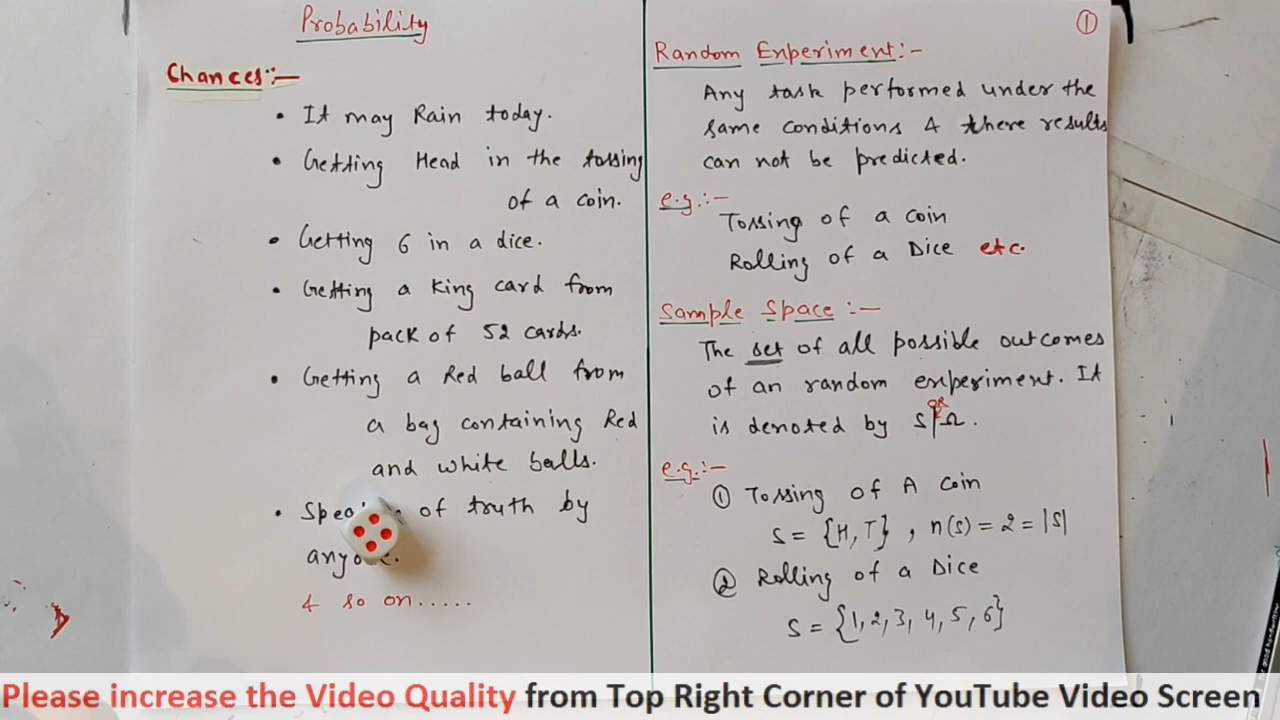 Probability
Chances:-
• It may Rain today.
• Getting Head in the tossing
of a coin.
• Getting 6 in a dice.
• Getting a King card from
pack of 52 cards.
• Getting a Red ball from
a bag containing Red
and white balls.
• of truth by
& so on.....
①
Random Experiment:-
Any task performed under the
same conditions & there results
can not be predicted.
e.g.:-
Tossing of a coin
Rolling of a Dice etc.
Sample Space :-
The set of all possible outcomes
of an random experiment. It
is denoted by S|Ω.
OR
e.g.:-
① Tossing of A coin
S = {H, T} , n(s) = 2 = |S|
② Rolling of a Dice
S = {1, 2, 3, 4, 5, 6}
Please increase the Video Quality from Top Right Corner of YouTube Video Screen